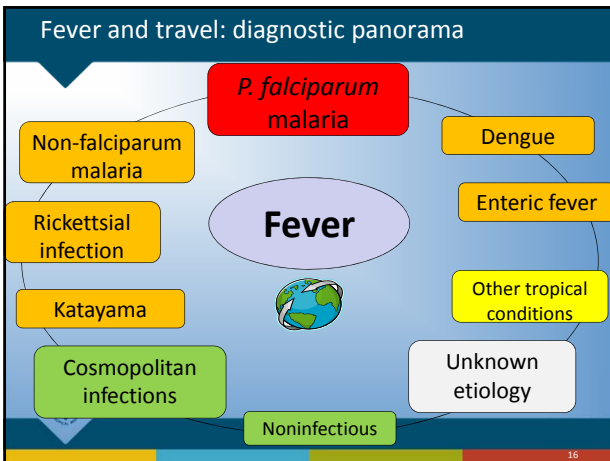 Fever and travel: diagnostic panorama
P. falciparum
malaria
Non-falciparum
malaria
Dengue
Rickettsial
infection
Fever
Enteric fever
Katayama
Other tropical
conditions
Cosmopolitan
infections
Unknown
etiology
Noninfectious
16